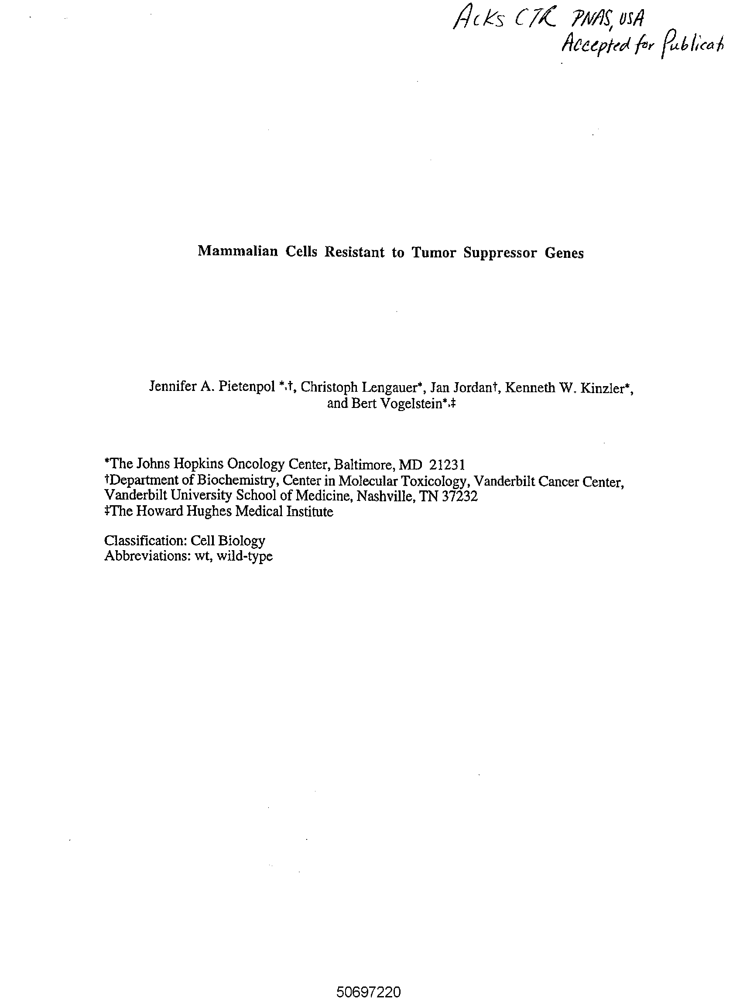 Acks CTR PNAS, USA
Accepted for Publicat
Mammalian Cells Resistant to Tumor Suppressor Genes
Jennifer A. Pietenpol *,†, Christoph Lengauer*, Jan Jordan†, Kenneth W. Kinzler*,
and Bert Vogelstein*,‡
*The Johns Hopkins Oncology Center, Baltimore, MD 21231
†Department of Biochemistry, Center in Molecular Toxicology, Vanderbilt Cancer Center,
Vanderbilt University School of Medicine, Nashville, TN 37232
‡The Howard Hughes Medical Institute
Classification: Cell Biology
Abbreviations: wt, wild-type
50697220